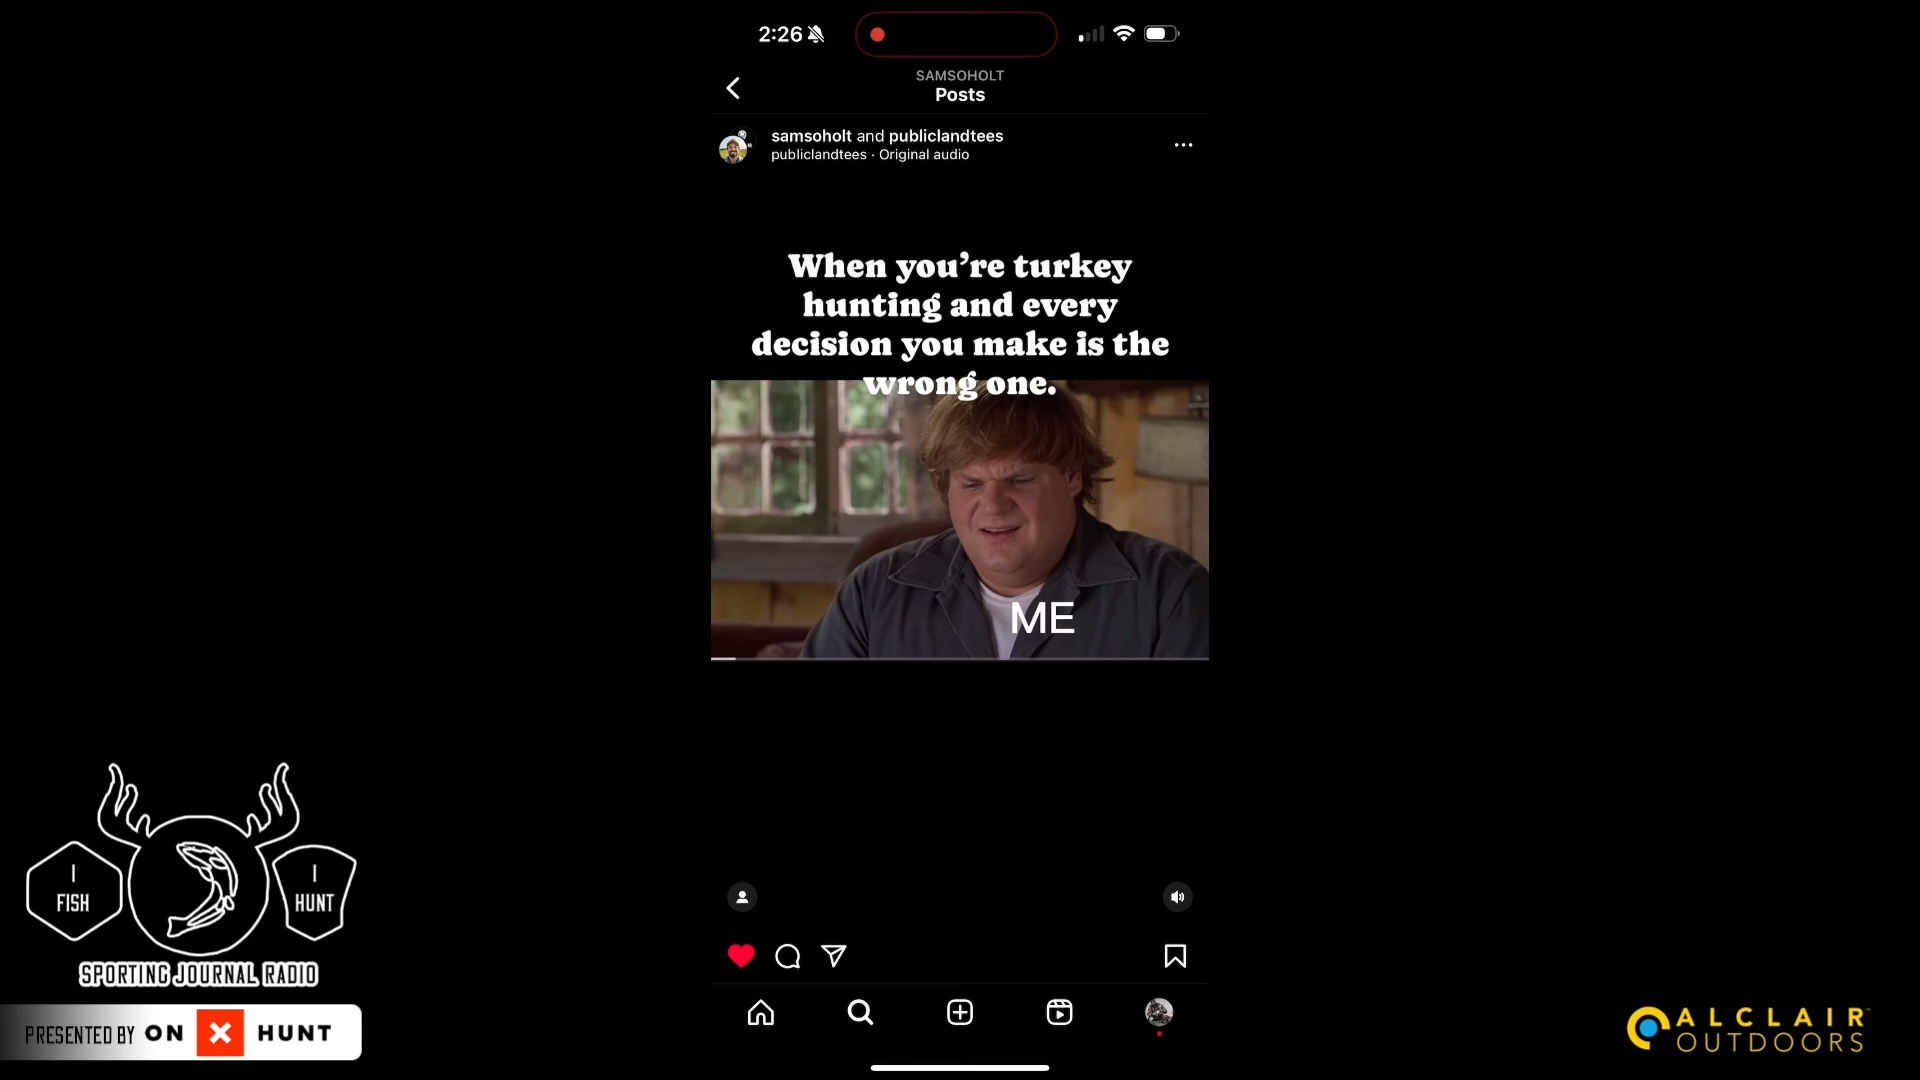 2:26
SAMSOHOLT
Posts
samsoholt and publiclandtees
publiclandtees · Original audio
When you’re turkey
hunting and every
decision you make is the
wrong one.
ME
I
FISH
I
HUNT
SPORTING JOURNAL RADIO
PRESENTED BY ON X HUNT
ALCLAIR
OUTDOORS